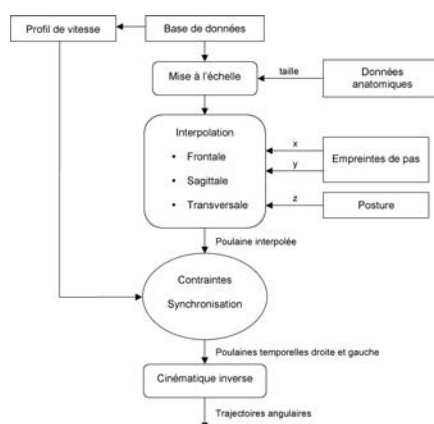 Profil de vitesse
Base de données
Mise à l'échelle
taille
Données
anatomiques
Interpolation
• Frontale
• Sagittale
• Transversale
x
y
Empreintes de pas
z
Posture
Poulaine interpolée
Contraintes
Synchronisation
Poulaines temporelles droite et gauche
Cinématique inverse
Trajectoires angulaires